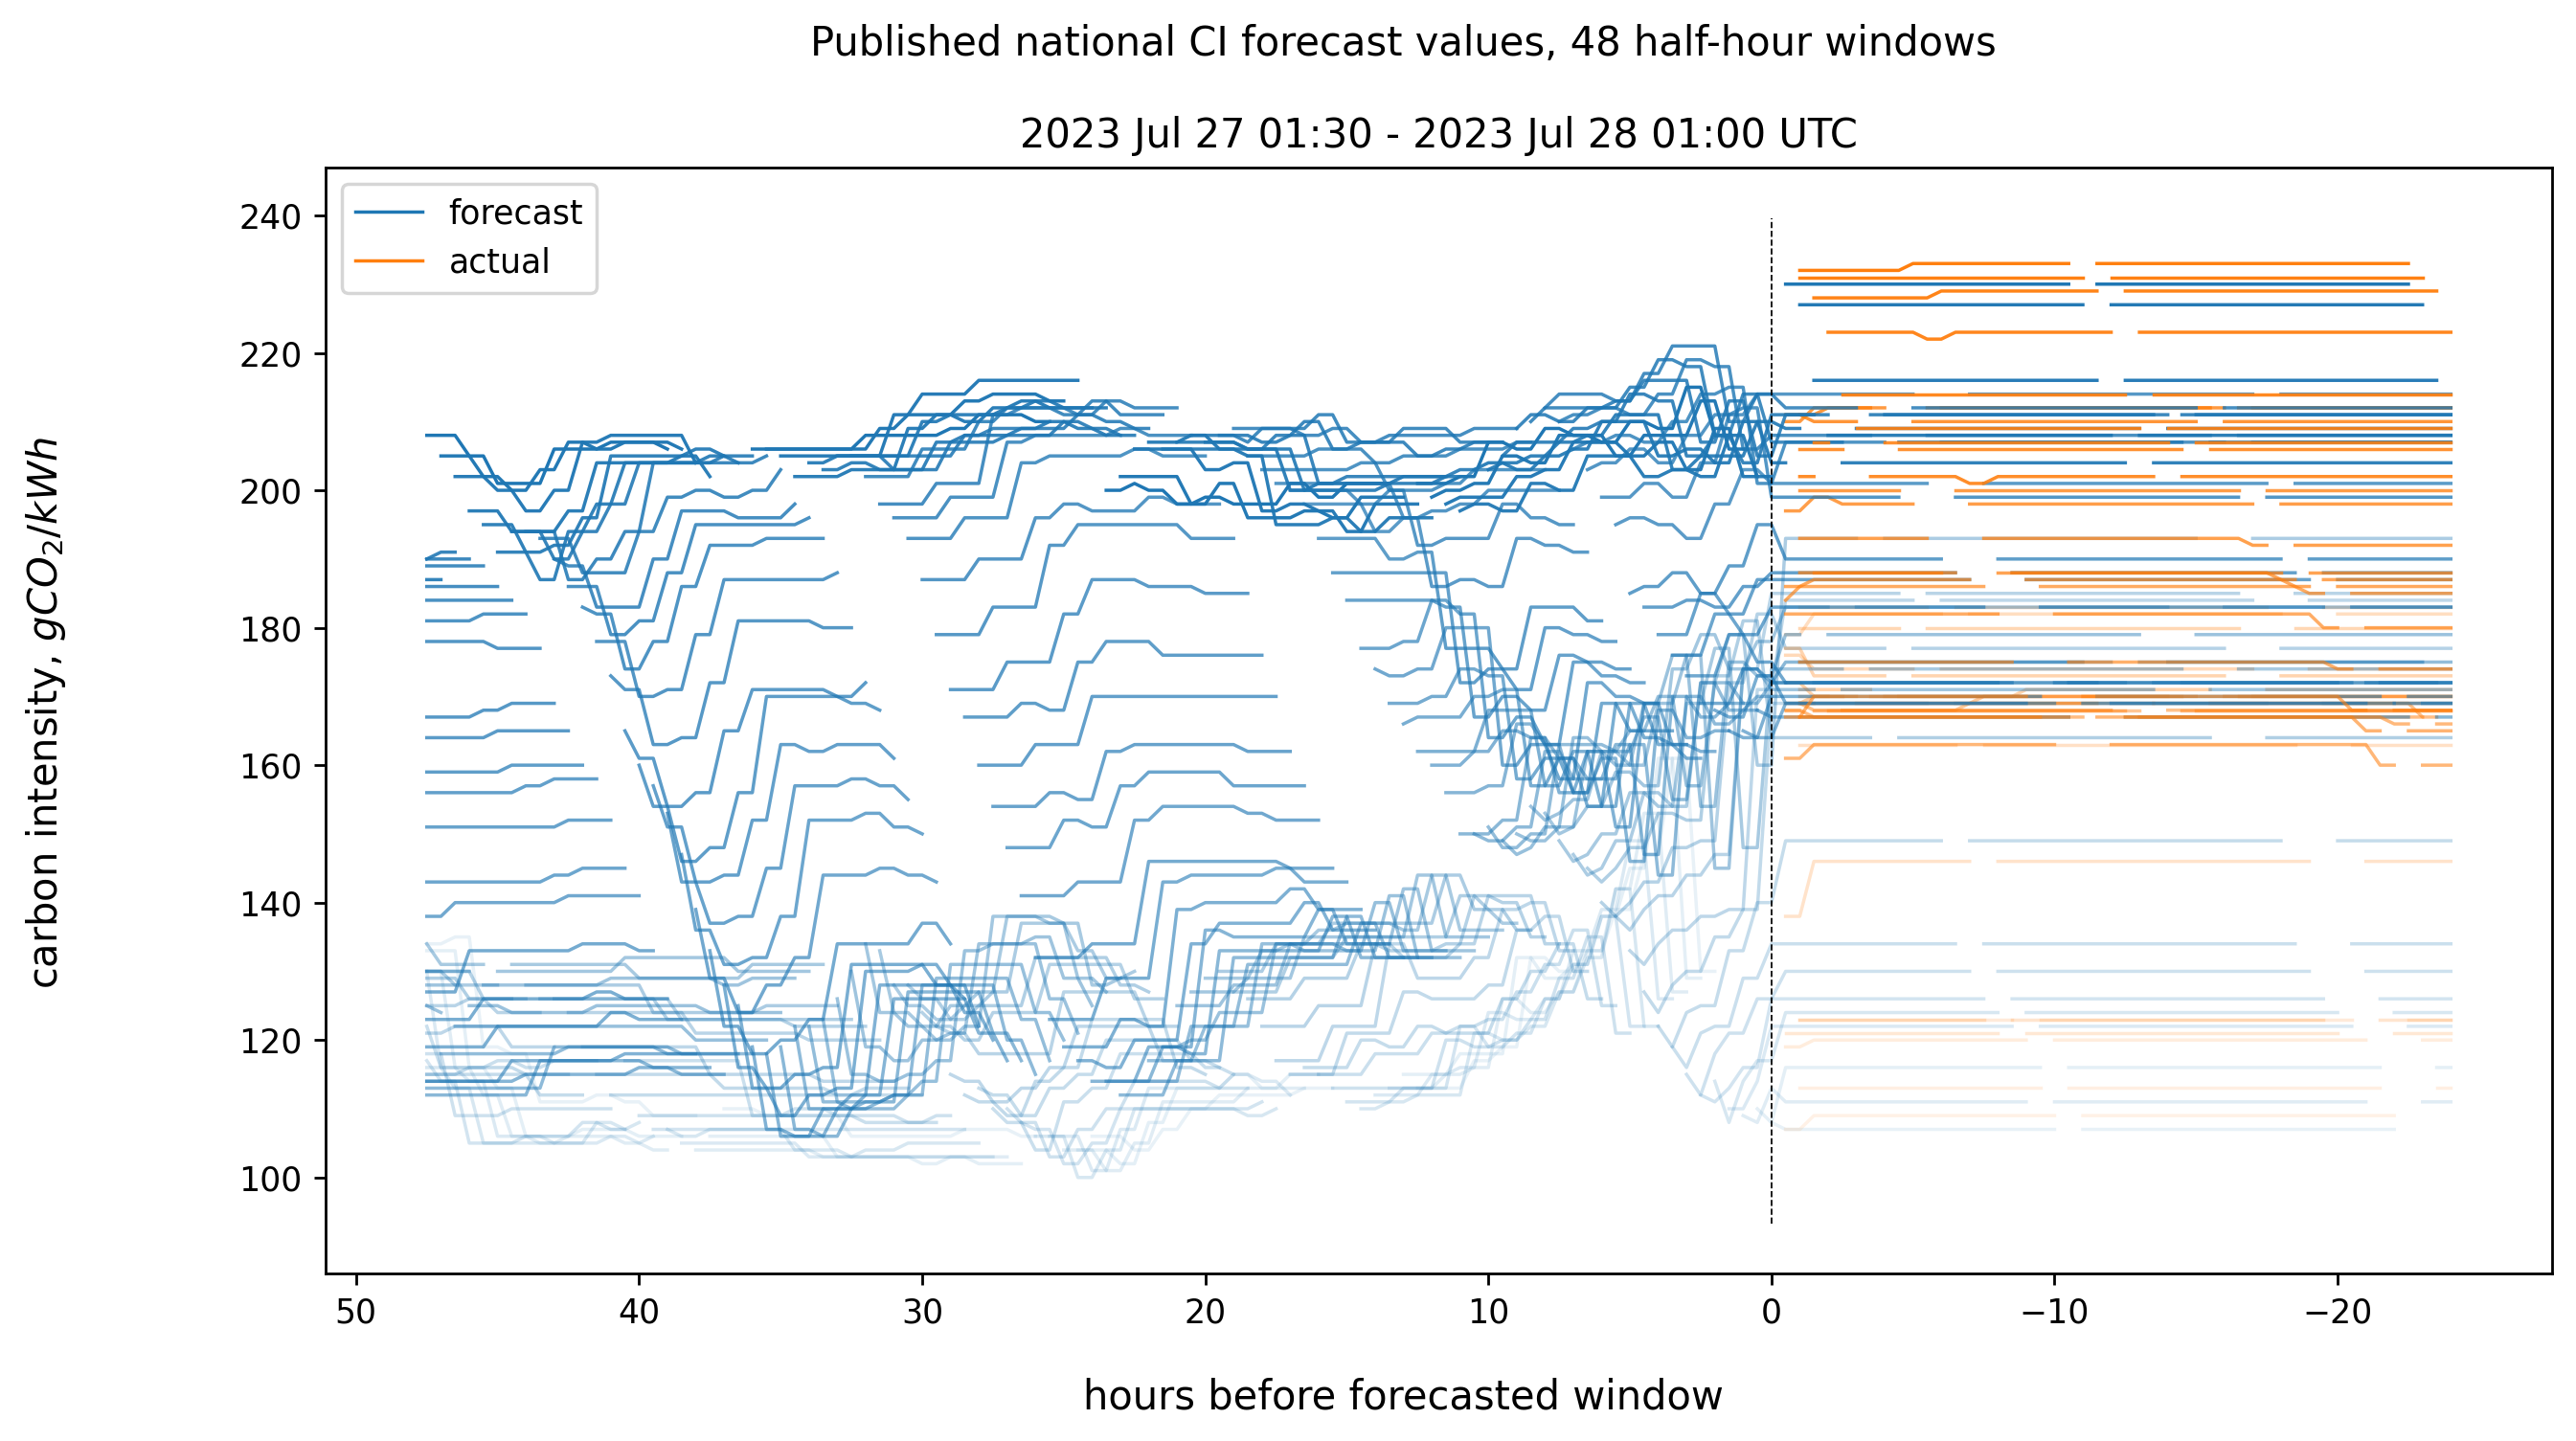 Published national CI forecast values, 48 half-hour windows
2023 Jul 27 01:30 - 2023 Jul 28 01:00 UTC
forecast
actual
carbon intensity, gCO₂/kWh
240
220
200
180
160
140
120
100
50
40
30
20
10
0
−10
−20
hours before forecasted window